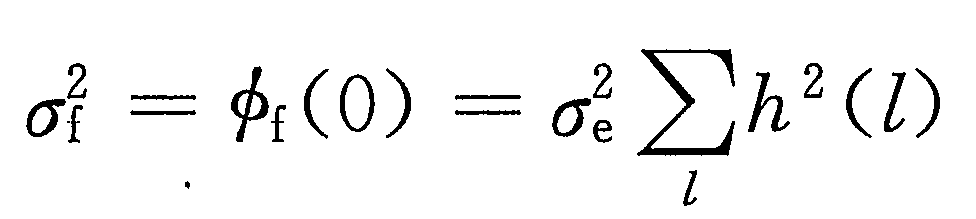 σ_f^2 = ϕ_f(0) = σ_e^2 ∑_l h^2(l)